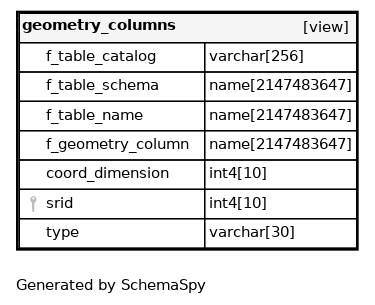 geometry_columns [view]
f_table_catalog varchar[256]
f_table_schema name[2147483647]
f_table_name name[2147483647]
f_geometry_column name[2147483647]
coord_dimension int4[10]
srid int4[10]
type varchar[30]
Generated by SchemaSpy